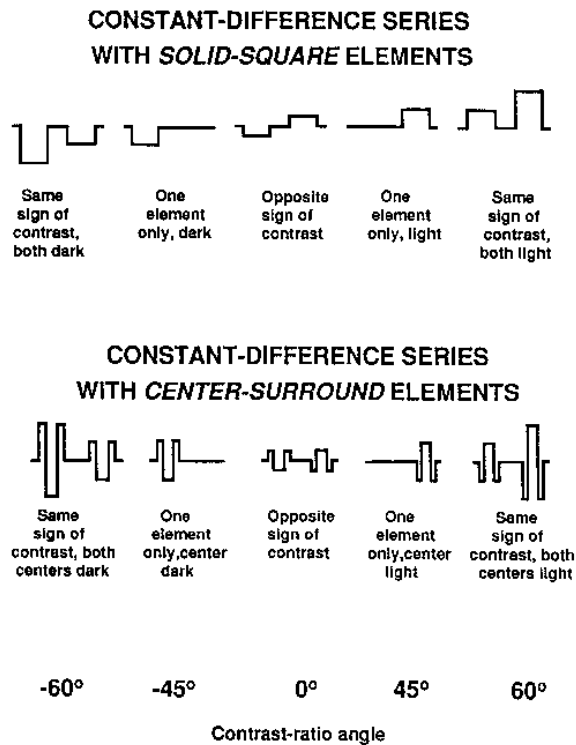 CONSTANT-DIFFERENCE SERIES
WITH SOLID-SQUARE ELEMENTS
Same
sign of
contrast,
both dark
One
element
only, dark
Opposite
sign of
contrast
One
element
only, light
Same
sign of
contrast,
both light
CONSTANT-DIFFERENCE SERIES
WITH CENTER-SURROUND ELEMENTS
Same
sign of
contrast, both
centers dark
One
element
only,center
dark
Opposite
sign of
contrast
One
element
only,center
light
Same
sign of
contrast, both
centers light
-60° -45° 0° 45° 60°
Contrast-ratio angle